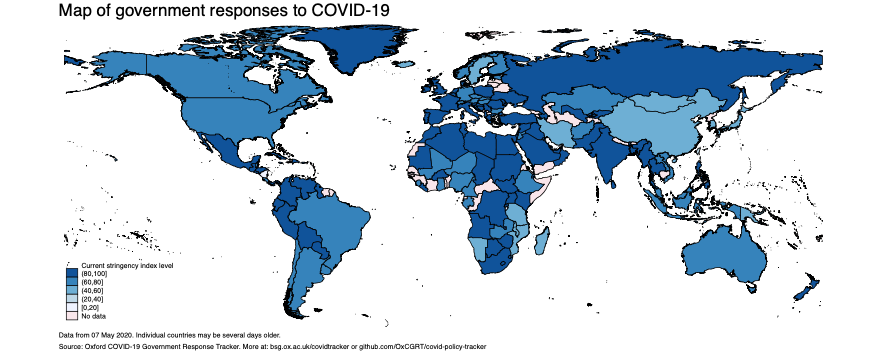 Map of government responses to COVID-19
Current stringency index level
(80,100]
(60,80]
(40,60]
(20,40]
[0,20]
No data
Data from 07 May 2020. Individual countries may be several days older.
Source: Oxford COVID-19 Government Response Tracker. More at: bsg.ox.ac.uk/covidtracker or github.com/OxCGRT/covid-policy-tracker